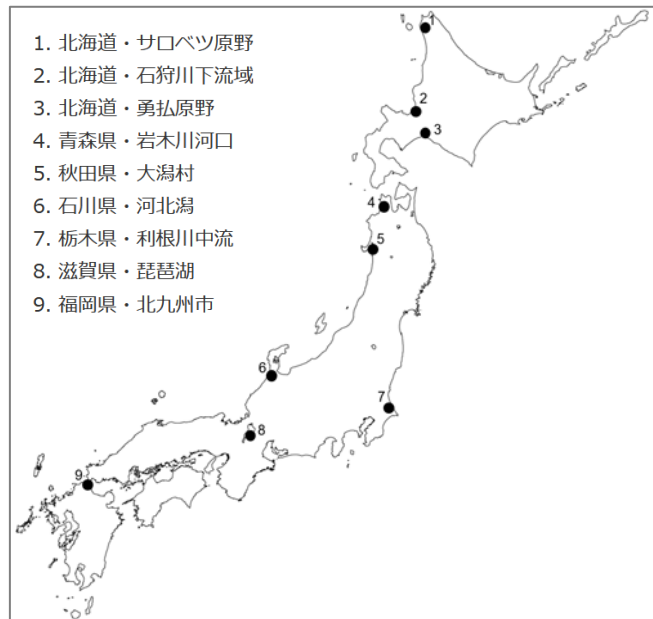 1. 北海道・サロベツ原野
2. 北海道・石狩川下流域
3. 北海道・勇払原野
4. 青森県・岩木川河口
5. 秋田県・大潟村
6. 石川県・河北潟
7. 栃木県・利根川中流
8. 滋賀県・琵琶湖
9. 福岡県・北九州市
1
2
3
4
5
6
7
8
9